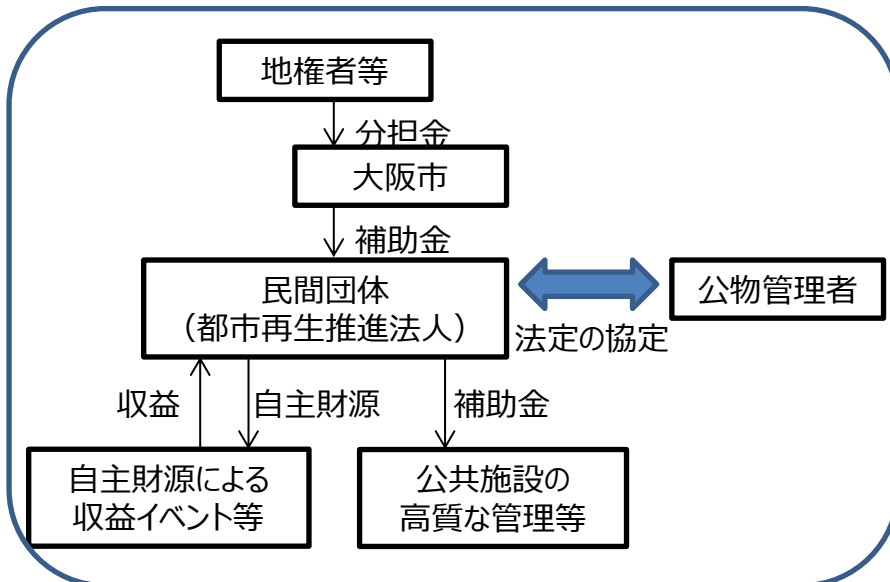 地権者等
分担金
大阪市
補助金
民間団体
（都市再生推進法人）
公物管理者
法定の協定
収益
自主財源
補助金
自主財源による
収益イベント等
公共施設の
高質な管理等